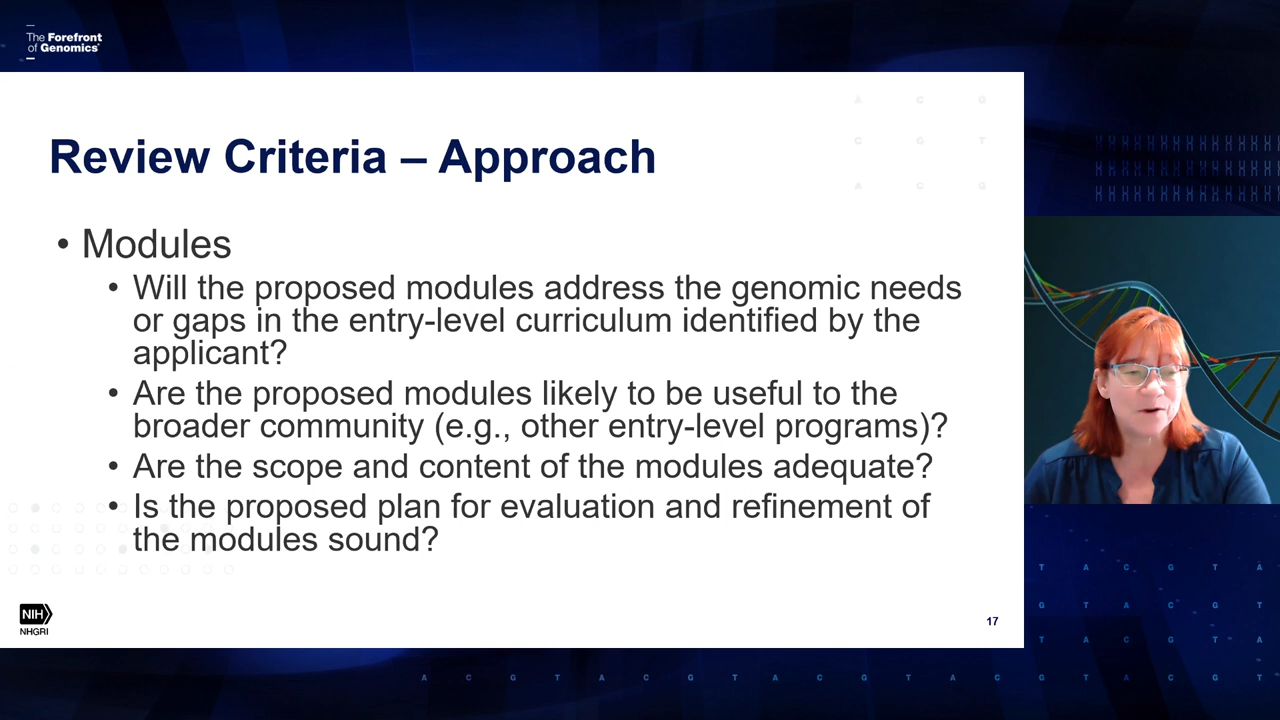 The Forefront
of Genomics®
A C G
Review Criteria – Approach
C G T
A C G
• Modules
• Will the proposed modules address the genomic needs
or gaps in the entry-level curriculum identified by the
applicant?
• Are the proposed modules likely to be useful to the
broader community (e.g., other entry-level programs)?
• Are the scope and content of the modules adequate?
• Is the proposed plan for evaluation and refinement of
the modules sound?
T A C G T A
G T A C G T
NIH
NHGRI
17
T A C G T A
A C G T A C G T A C G T A C G T A C G T